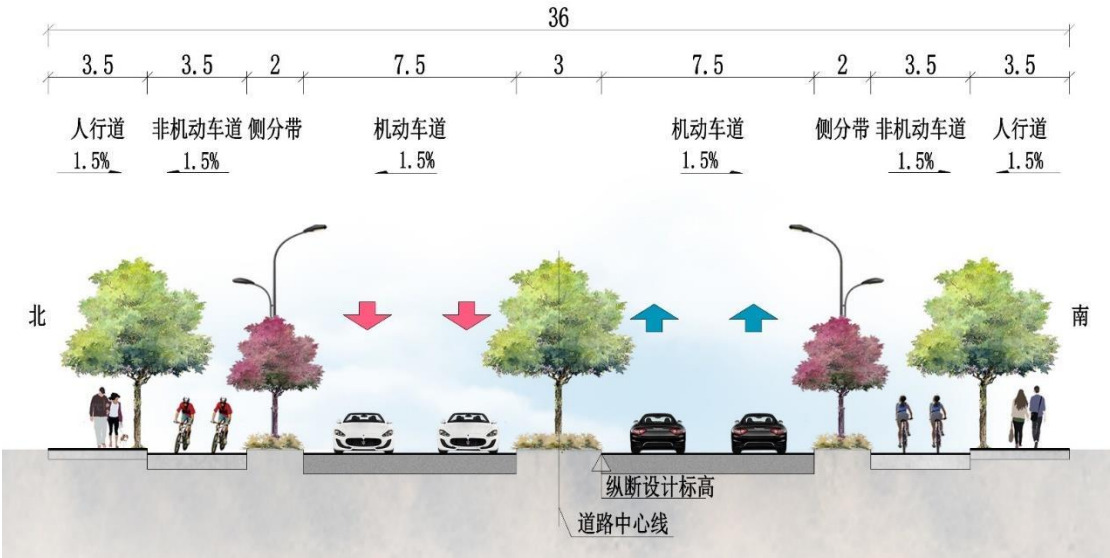 36
3.5 3.5 2 7.5 3 7.5 2 3.5 3.5
人行道 非机动车道 侧分带 机动车道 机动车道 侧分带 非机动车道 人行道
1.5% 1.5% 1.5% 1.5% 1.5% 1.5%
北 南
纵断设计标高
道路中心线